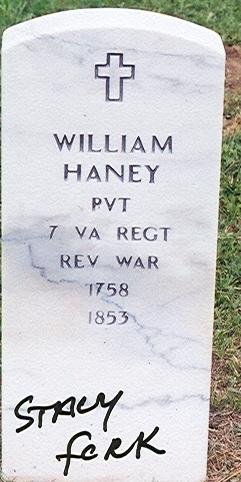 WILLIAM
HANEY
PVT
7 VA REGT
REV WAR
1758
1853
STACY
FORK